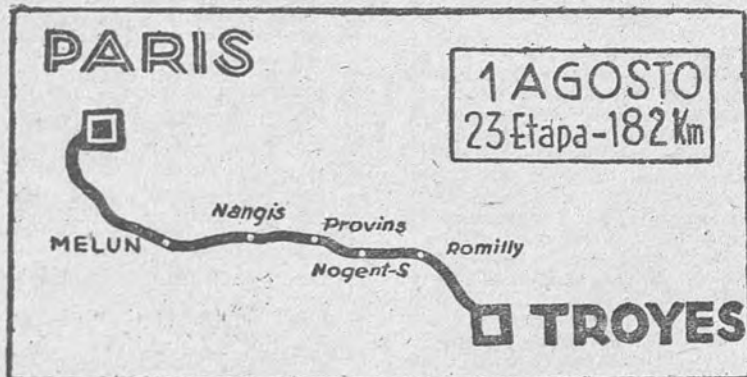 PARIS
1 AGOSTO
23 Etapa-182 Km
Nangis
Provins
MELUN
Romilly
Nogent-S
TROYES